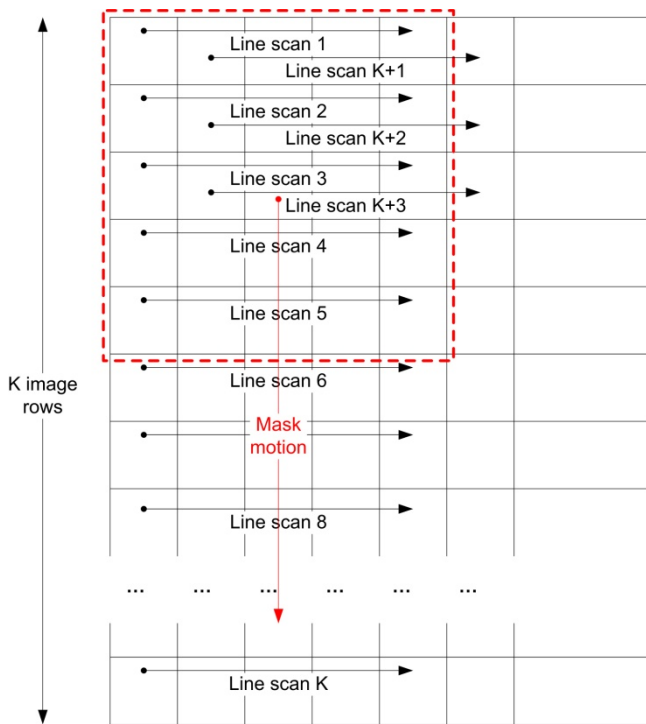 Line scan 1
Line scan K+1
Line scan 2
Line scan K+2
Line scan 3
Line scan K+3
Line scan 4
Line scan 5
Line scan 6
K image
rows
Mask
motion
Line scan 8
... ... ... ... ... ...
Line scan K